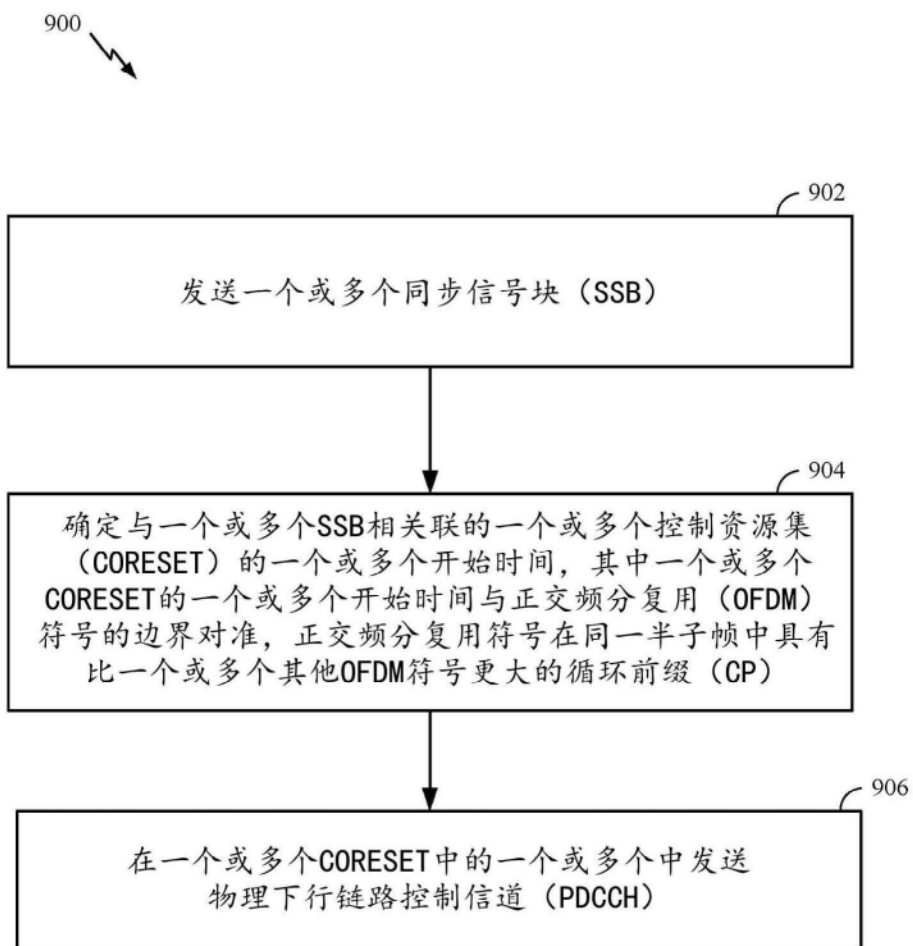 900
902
发送一个或多个同步信号块（SSB）
904
确定与一个或多个SSB相关联的一个或多个控制资源集
（CORESET）的一个或多个开始时间，其中一个或多个
CORESET的一个或多个开始时间与正交频分复用（OFDM）
符号的边界对准，正交频分复用符号在同一半子帧中具有
比一个或多个其他OFDM符号更大的循环前缀（CP）
906
在一个或多个CORESET中的一个或多个中发送
物理下行链路控制信道（PDCCH）